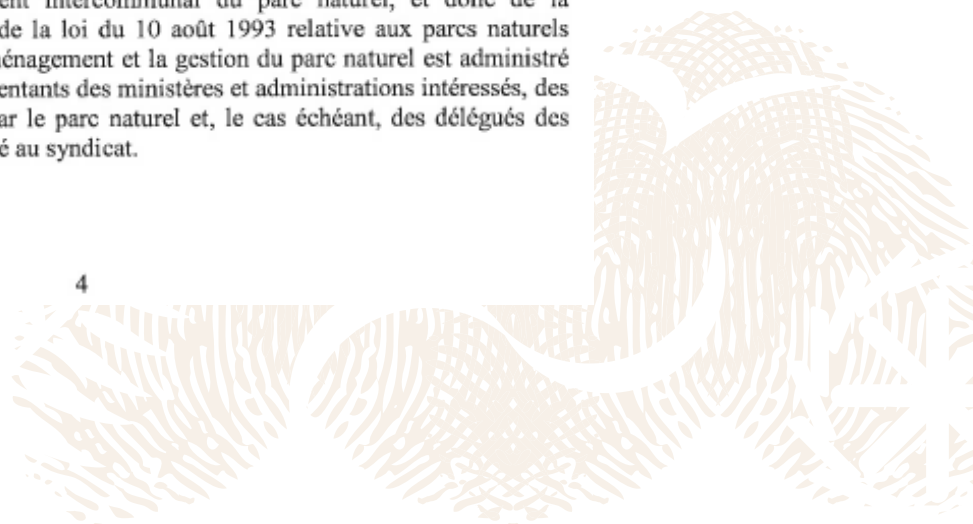 ent intercommunal du parc naturel, et donc de la
de la loi du 10 août 1993 relative aux parcs naturels
énagement et la gestion du parc naturel est administré
entants des ministères et administrations intéressés, des
ar le parc naturel et, le cas échéant, des délégués des
é au syndicat.
4